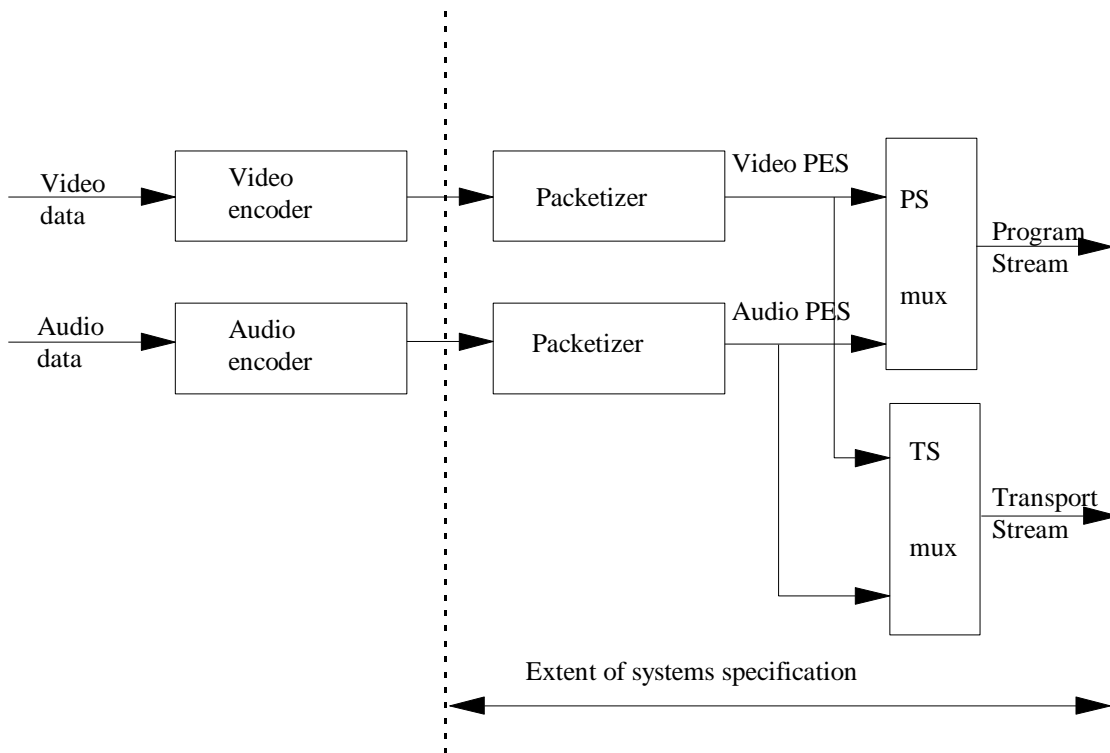 Video
data
Video
encoder
Packetizer
Video PES
PS
mux
Program
Stream
Audio
data
Audio
encoder
Packetizer
Audio PES
TS
mux
Transport
Stream
Extent of systems specification